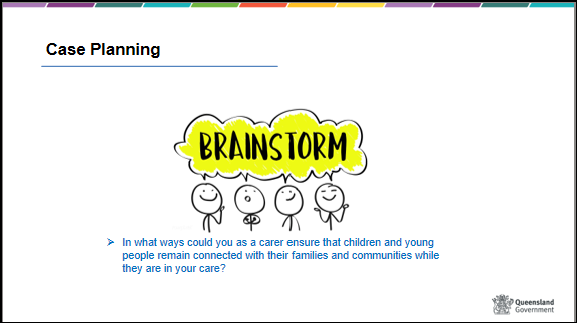 Case Planning
BRAINSTORM
➢ In what ways could you as a carer ensure that children and young
people remain connected with their families and communities while
they are in your care?
Queensland
Government